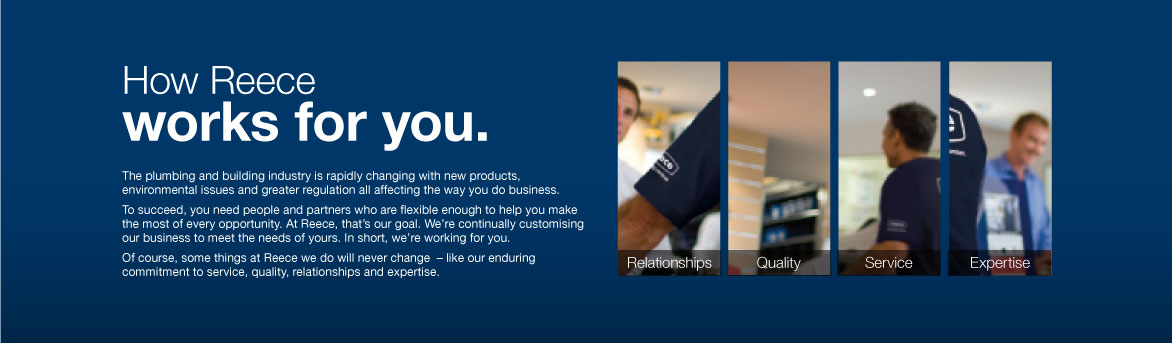 How Reece
works for you.
The plumbing and building industry is rapidly changing with new products,
environmental issues and greater regulation all affecting the way you do business.
To succeed, you need people and partners who are flexible enough to help you make
the most of every opportunity. At Reece, that’s our goal. We’re continually customising
our business to meet the needs of yours. In short, we’re working for you.
Of course, some things at Reece we do will never change – like our enduring
commitment to service, quality, relationships and expertise.
Relationships
Quality
Service
Expertise